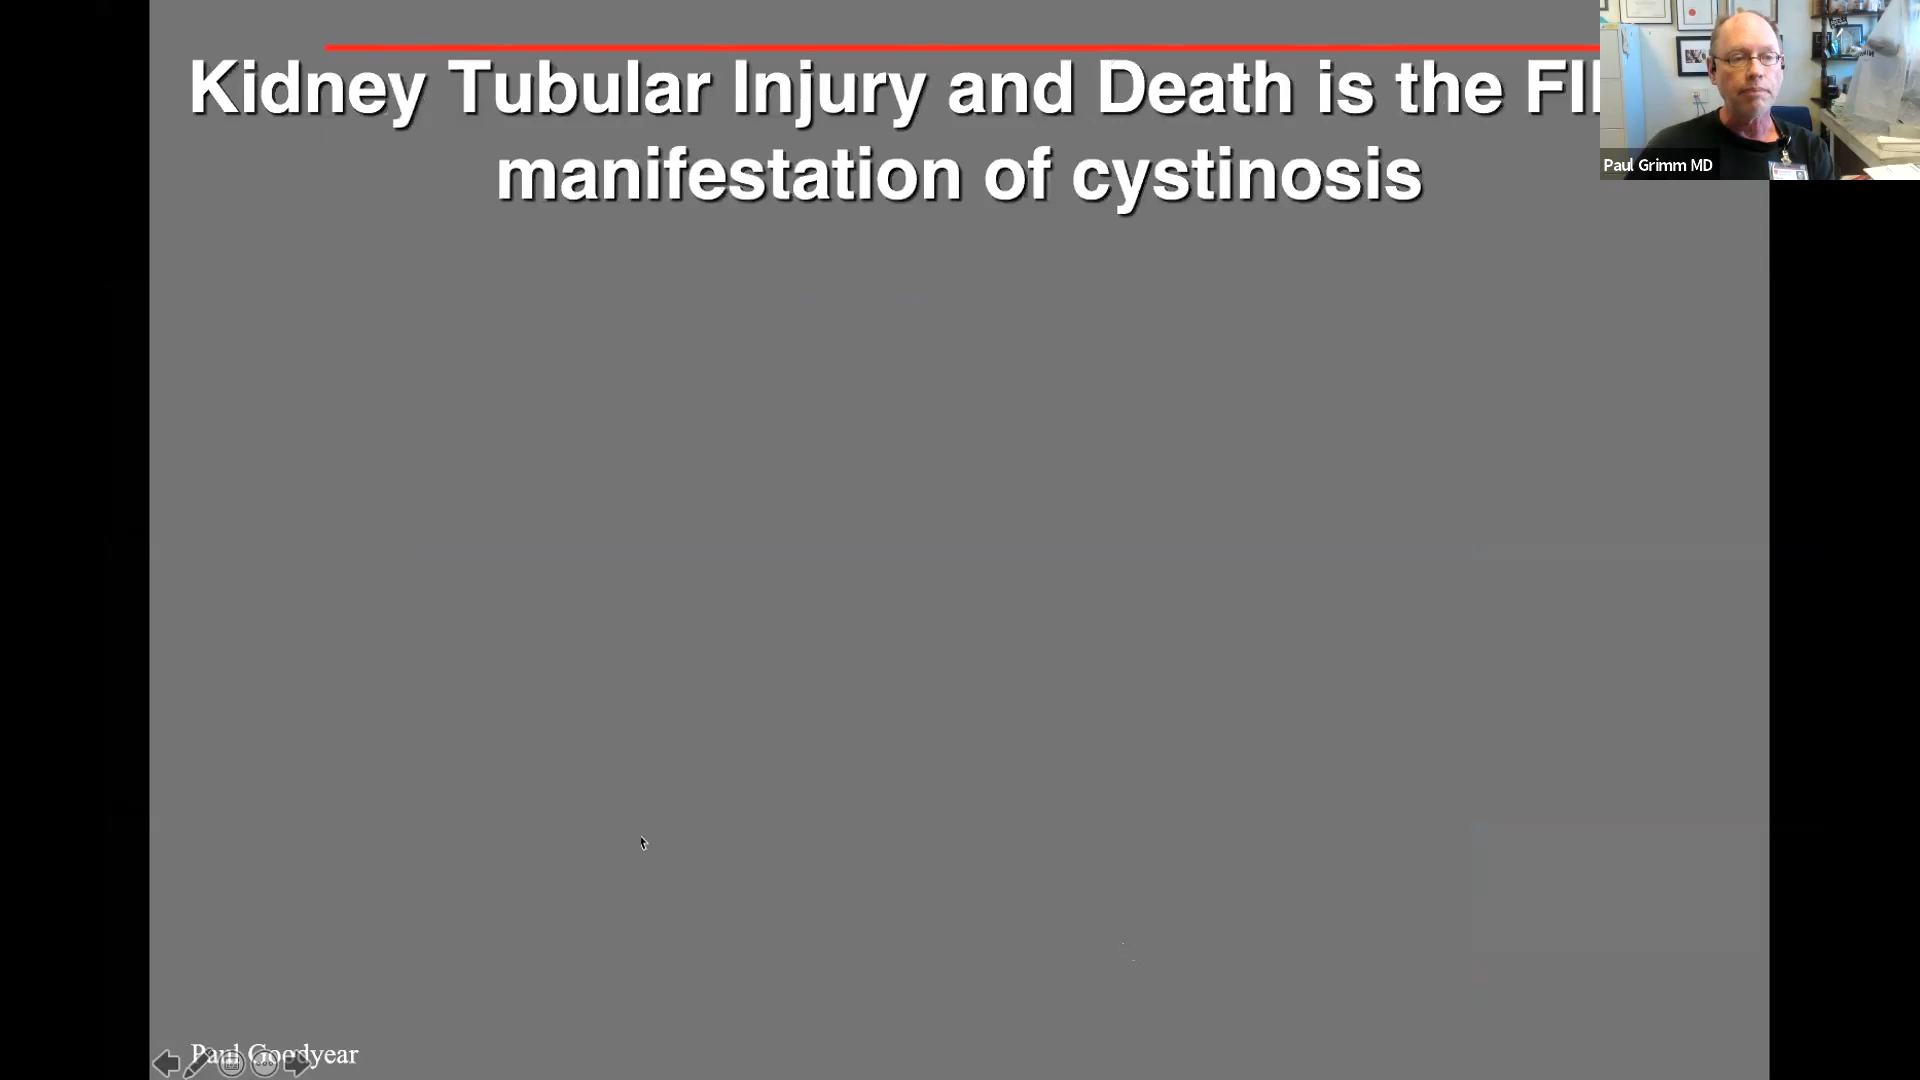 Kidney Tubular Injury and Death is the FI
manifestation of cystinosis
Paul Grimm MD
Paul Goodyear